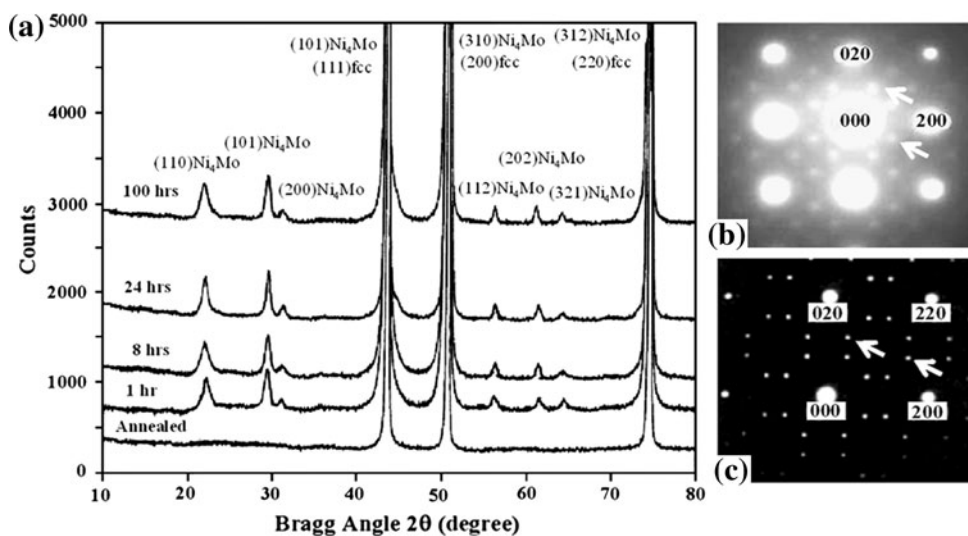 (a)
5000
4000
3000
2000
1000
0
Counts
(101)Ni4Mo
(111)fcc
(310)Ni4Mo
(200)fcc
(312)Ni4Mo
(220)fcc
(110)Ni4Mo
(101)Ni4Mo
(200)Ni4Mo
(202)Ni4Mo
(112)Ni4Mo
(321)Ni4Mo
100 hrs
24 hrs
8 hrs
1 hr
Annealed
10 20 30 40 50 60 70 80
Bragg Angle 2θ (degree)
020
000
200
(b)
020
220
000
200
(c)